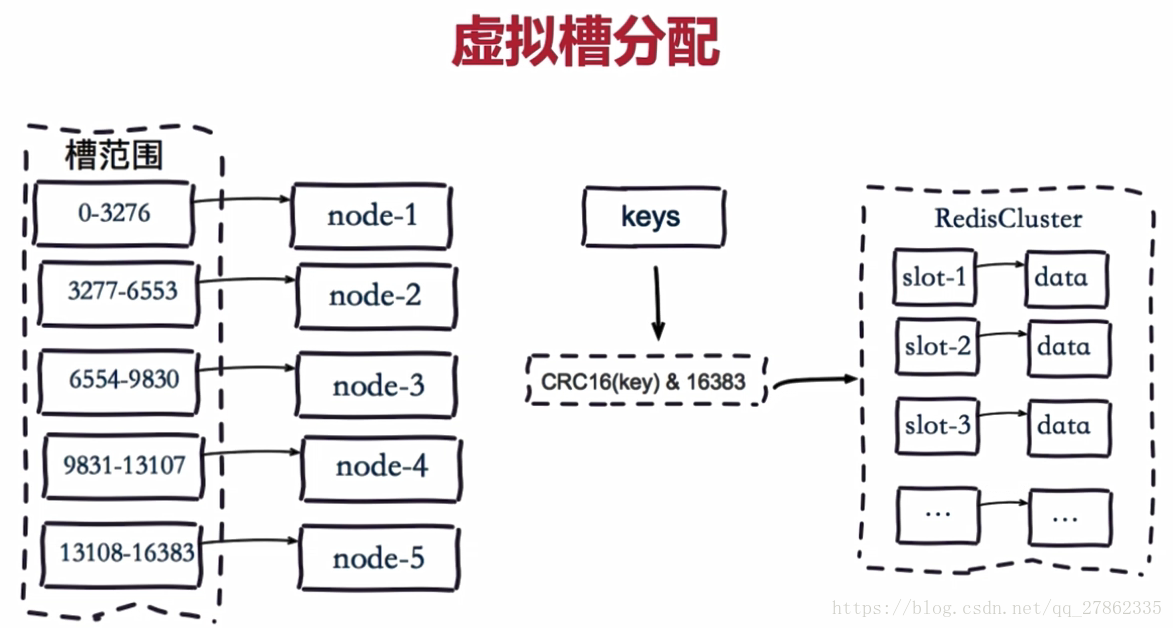 虚拟槽分配
槽范围
0-3276
node-1
3277-6553
node-2
6554-9830
node-3
9831-13107
node-4
13108-16383
node-5
keys
CRC16(key) & 16383
RedisCluster
slot-1
data
slot-2
data
slot-3
data
...
...
https://blog.csdn.net/qq_27862335